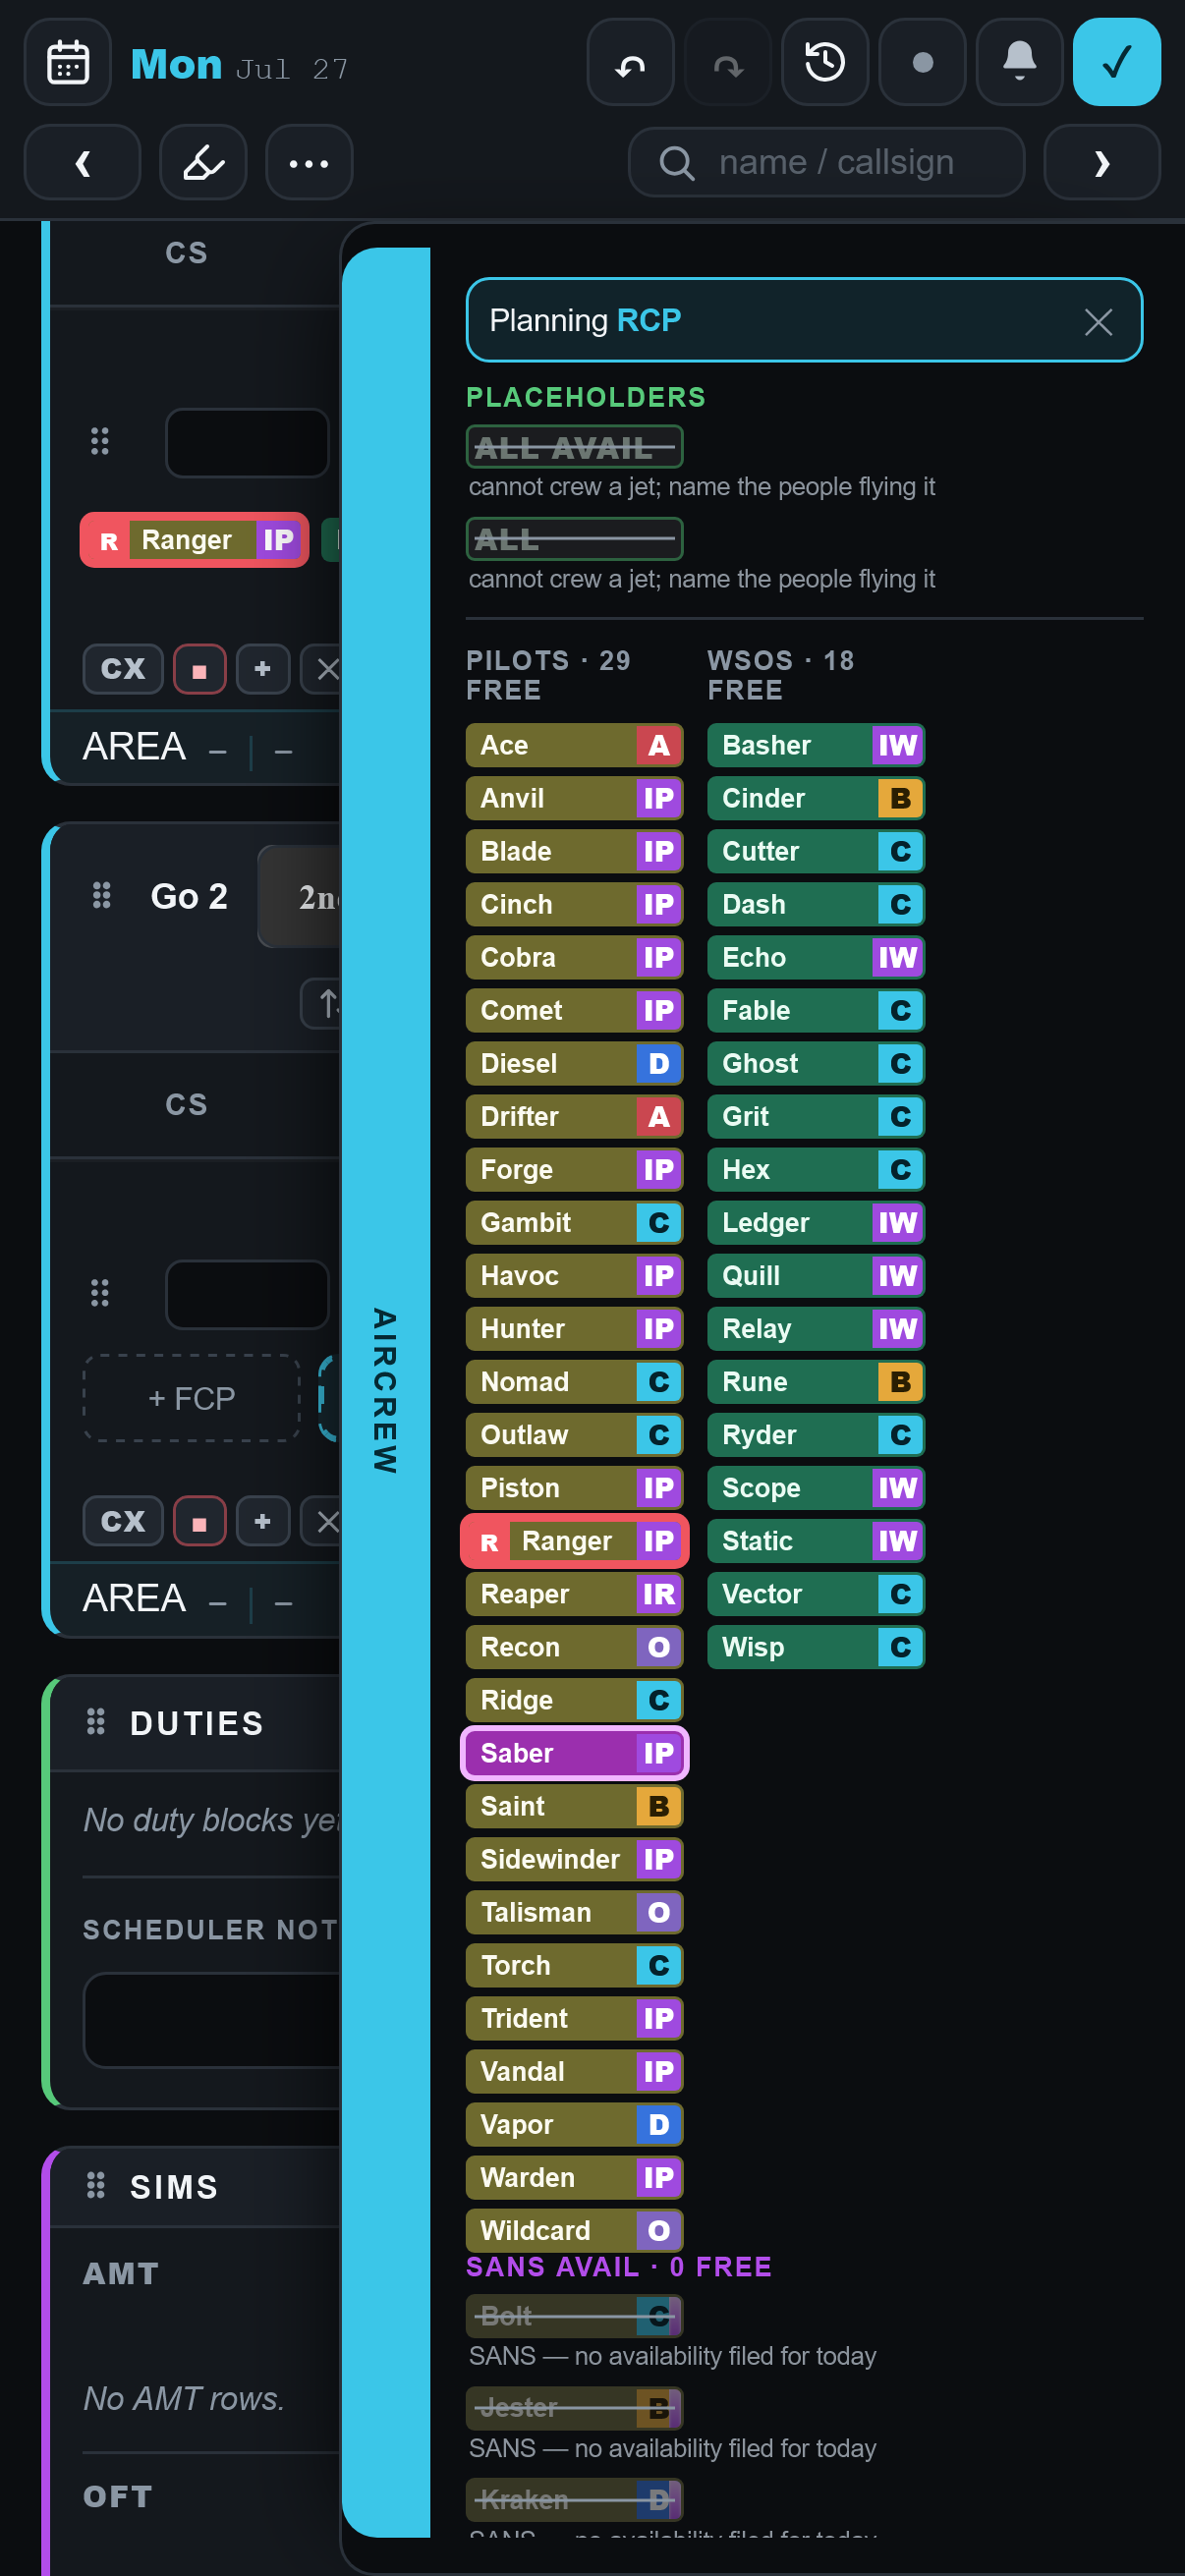 Mon Jul 27
name / callsign
CS
R Ranger IP
CX
AREA – | –
Go 2
CS
+ FCP
CX
AREA – | –
DUTIES
No duty blocks yet
SCHEDULER NOT
SIMS
AMT
No AMT rows.
OFT
AIRCREW
Planning RCP
PLACEHOLDERS
ALL AVAIL
cannot crew a jet; name the people flying it
ALL
cannot crew a jet; name the people flying it
PILOTS · 29 FREE
WSOS · 18 FREE
Ace A
Basher IW
Anvil IP
Cinder B
Blade IP
Cutter C
Cinch IP
Dash C
Cobra IP
Echo IW
Comet IP
Fable C
Diesel D
Ghost C
Drifter A
Grit C
Forge IP
Hex C
Gambit C
Ledger IW
Havoc IP
Quill IW
Hunter IP
Relay IW
Nomad C
Rune B
Outlaw C
Ryder C
Piston IP
Scope IW
R Ranger IP
Static IW
Reaper IR
Vector C
Recon O
Wisp C
Ridge C
Saber IP
Saint B
Sidewinder IP
Talisman O
Torch C
Trident IP
Vandal IP
Vapor D
Warden IP
Wildcard O
SANS AVAIL · 0 FREE
Bolt C
SANS — no availability filed for today
Jester B
SANS — no availability filed for today
Kraken D
SANS — no availability filed for today